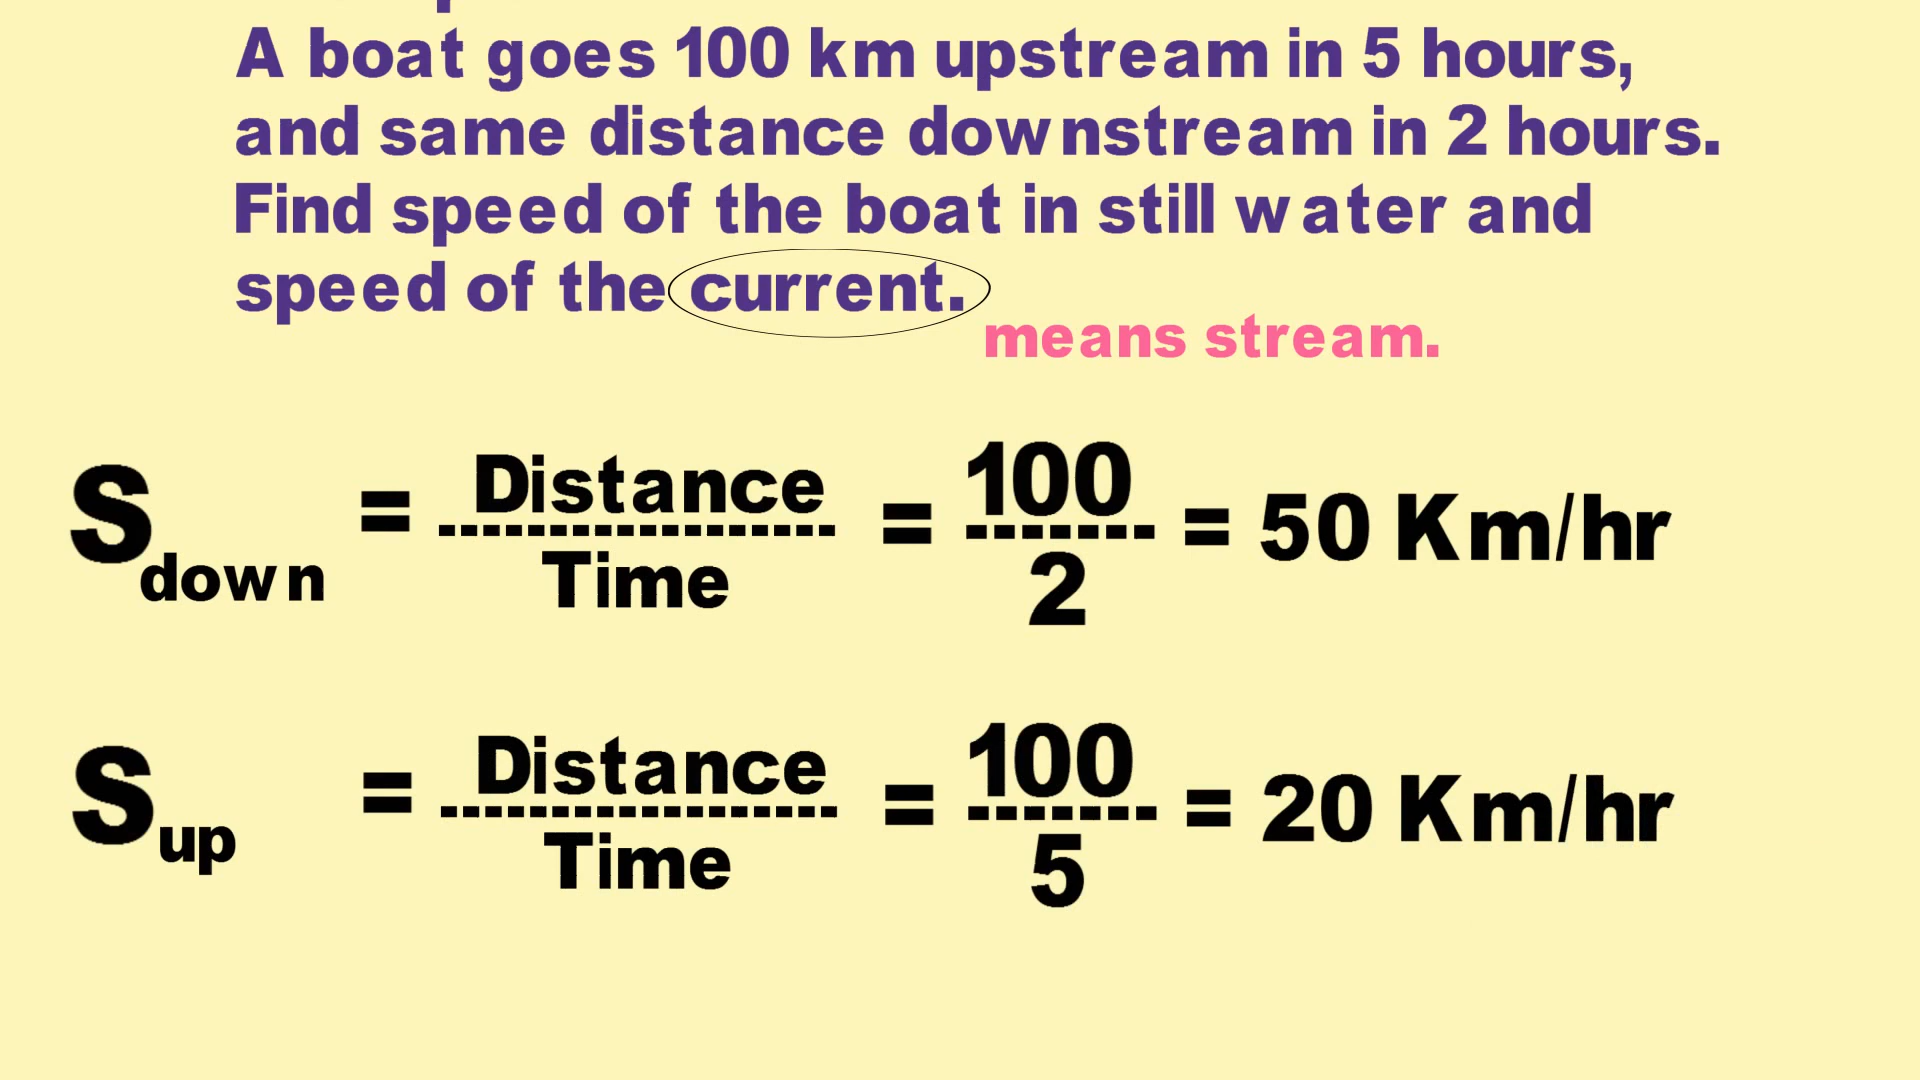 A boat goes 100 km upstream in 5 hours,
and same distance downstream in 2 hours.
Find speed of the boat in still water and
speed of the current.
means stream.
S down = Distance / Time = 100 / 2 = 50 Km/hr
S up = Distance / Time = 100 / 5 = 20 Km/hr